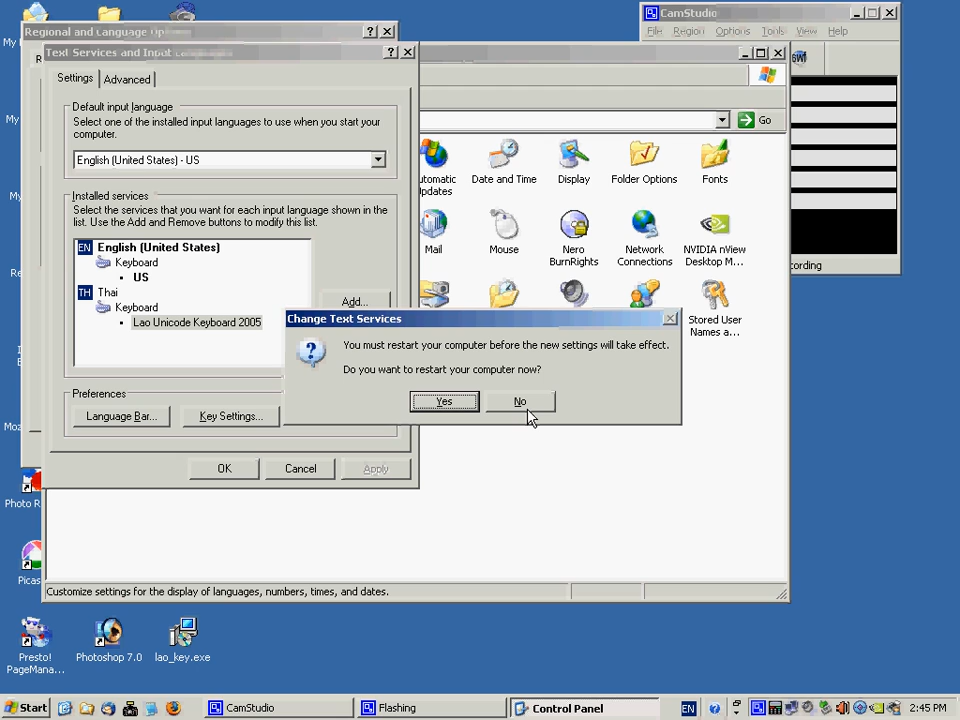 Regional and Language Op
CamStudio
File Region Options Tools View Help
Text Services and Input
Settings Advanced
Default input language
Select one of the installed input languages to use when you start your
computer.
English (United States) - US
Installed services
Select the services that you want for each input language shown in the
list. Use the Add and Remove buttons to modify this list.
EN English (United States)
Keyboard
• US
TH Thai
Keyboard
• Lao Unicode Keyboard 2005
Add...
Preferences
Language Bar...
Key Settings...
OK
Cancel
Apply
Go
utomatic
Updates
Date and Time
Display
Folder Options
Fonts
Mail
Mouse
Nero
BurnRights
Network
Connections
NVIDIA nView
Desktop M...
Stored User
Names a...
cording
Change Text Services
You must restart your computer before the new settings will take effect.
Do you want to restart your computer now?
Yes
No
Customize settings for the display of languages, numbers, times, and dates.
My
My
My
Re
Moz
Photo R
Picas
Presto!
PageMana...
Photoshop 7.0
lao_key.exe
Start
CamStudio
Flashing
Control Panel
EN
2:45 PM